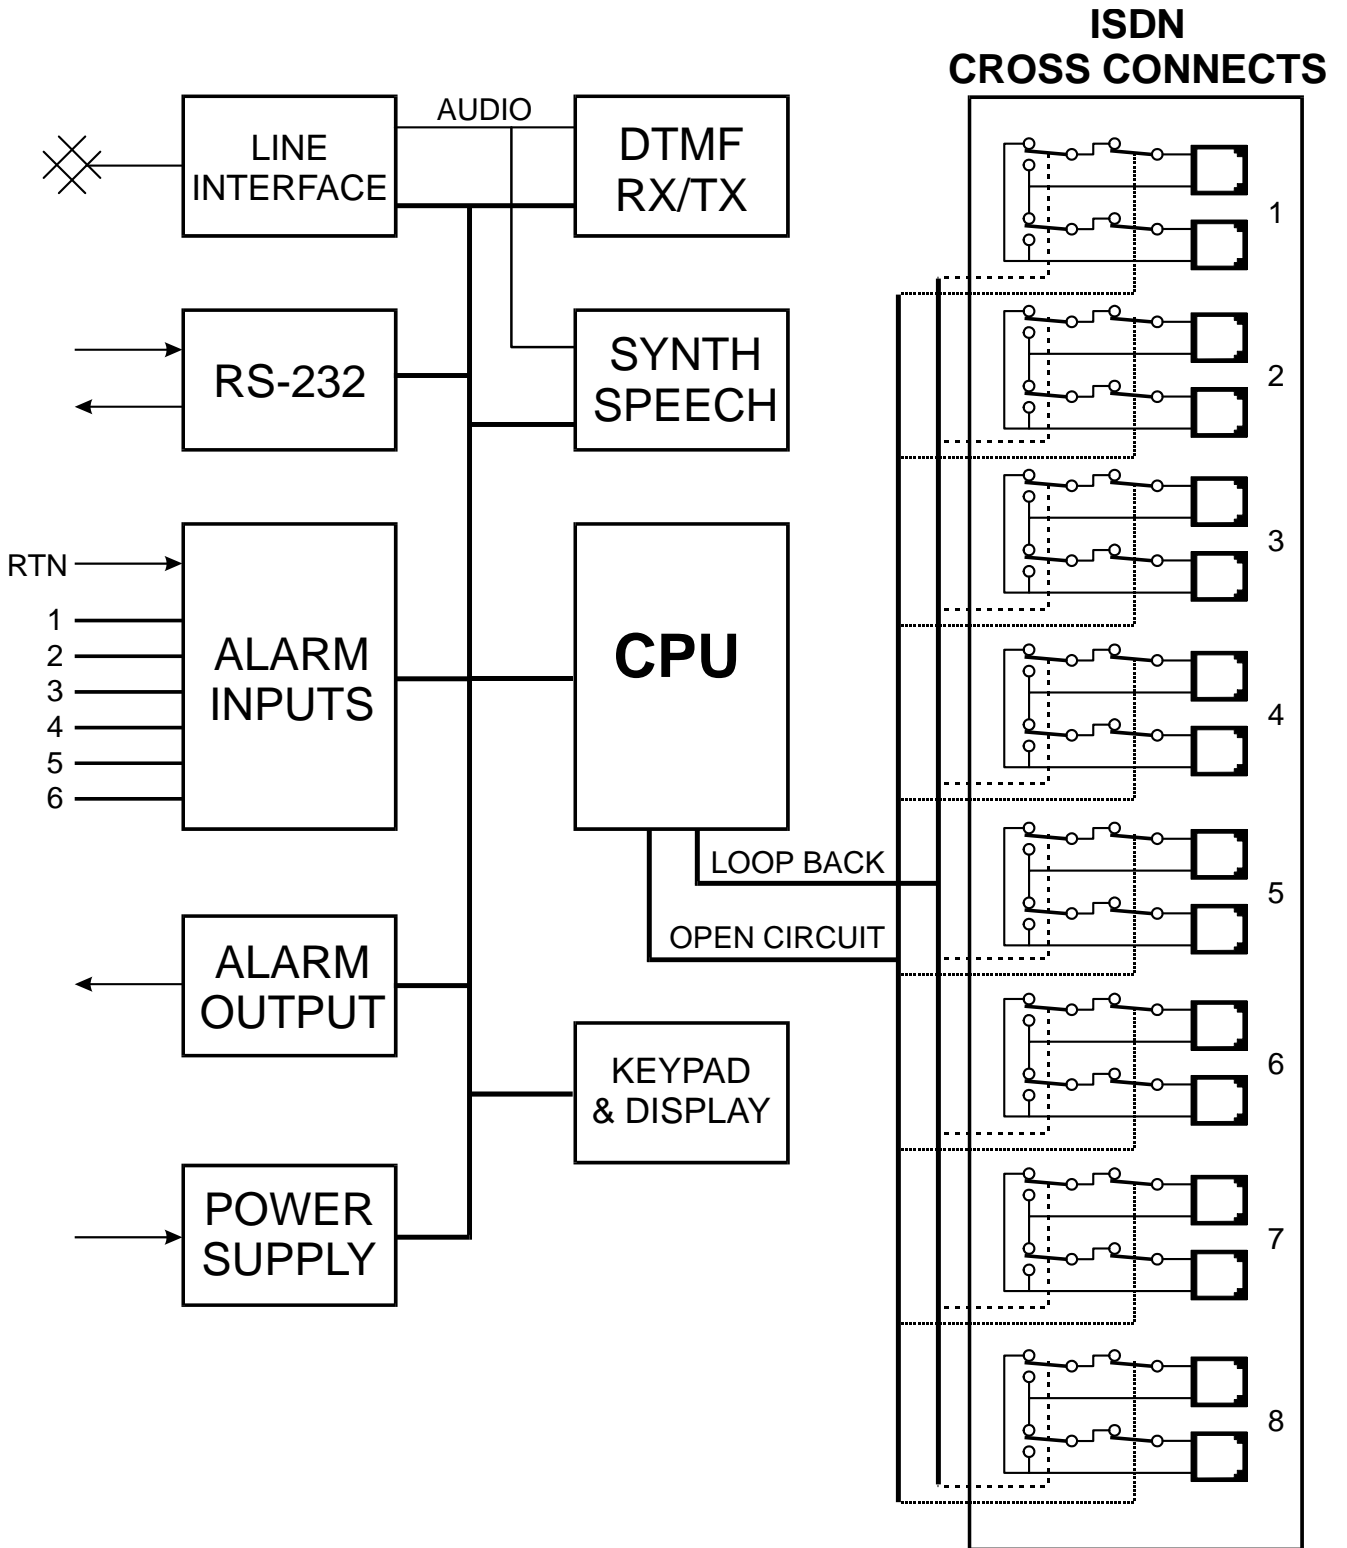 ISDN
CROSS CONNECTS
AUDIO
LINE
INTERFACE
DTMF
RX/TX
RS-232
SYNTH
SPEECH
RTN
1
2
3
4
5
6
ALARM
INPUTS
CPU
LOOP BACK
OPEN CIRCUIT
ALARM
OUTPUT
KEYPAD
& DISPLAY
POWER
SUPPLY
1
2
3
4
5
6
7
8